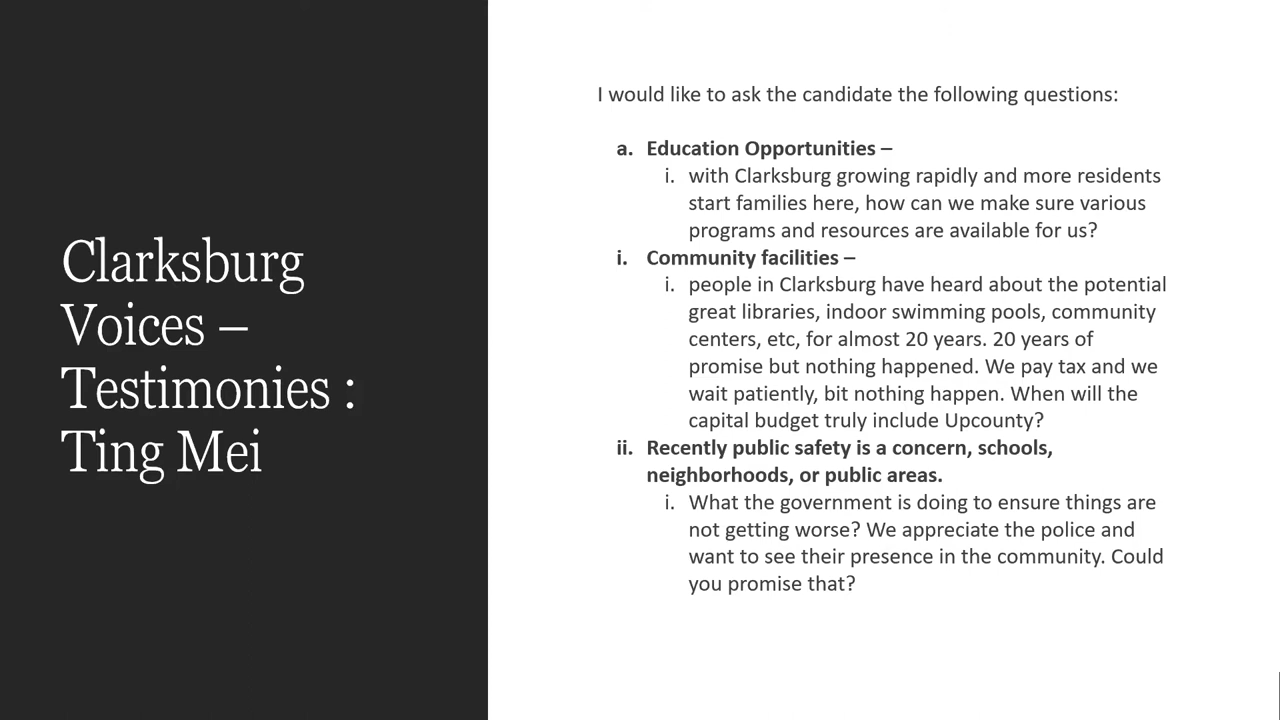 Clarksburg
Voices –
Testimonies :
Ting Mei
I would like to ask the candidate the following questions:
a. Education Opportunities –
i. with Clarksburg growing rapidly and more residents
start families here, how can we make sure various
programs and resources are available for us?
i. Community facilities –
i. people in Clarksburg have heard about the potential
great libraries, indoor swimming pools, community
centers, etc, for almost 20 years. 20 years of
promise but nothing happened. We pay tax and we
wait patiently, bit nothing happen. When will the
capital budget truly include Upcounty?
ii. Recently public safety is a concern, schools,
neighborhoods, or public areas.
i. What the government is doing to ensure things are
not getting worse? We appreciate the police and
want to see their presence in the community. Could
you promise that?